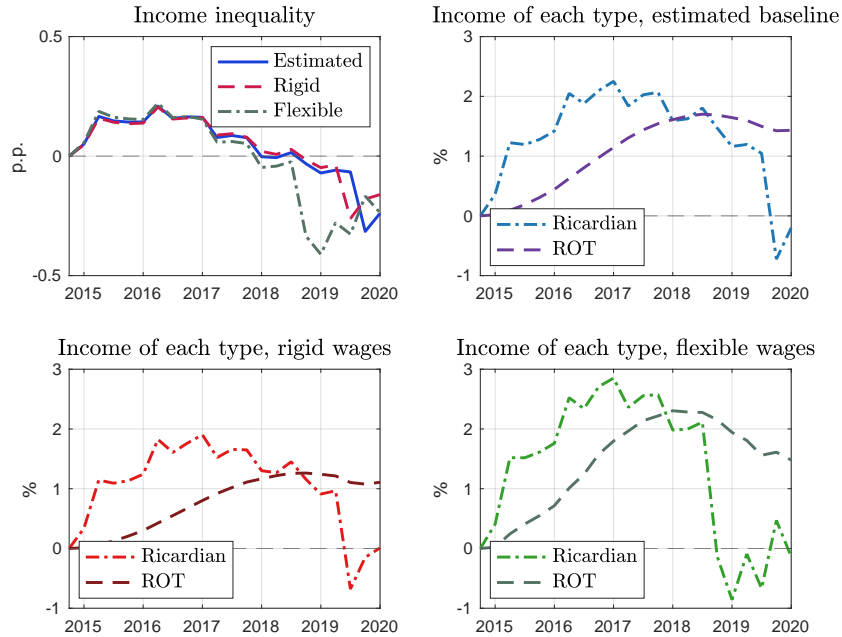 Income inequality
0.5
0
-0.5
p.p.
Estimated
Rigid
Flexible
2015 2016 2017 2018 2019 2020
Income of each type, estimated baseline
3
2
1
0
-1
%
Ricardian
ROT
2015 2016 2017 2018 2019 2020
Income of each type, rigid wages
3
2
1
0
-1
%
Ricardian
ROT
2015 2016 2017 2018 2019 2020
Income of each type, flexible wages
3
2
1
0
-1
%
Ricardian
ROT
2015 2016 2017 2018 2019 2020